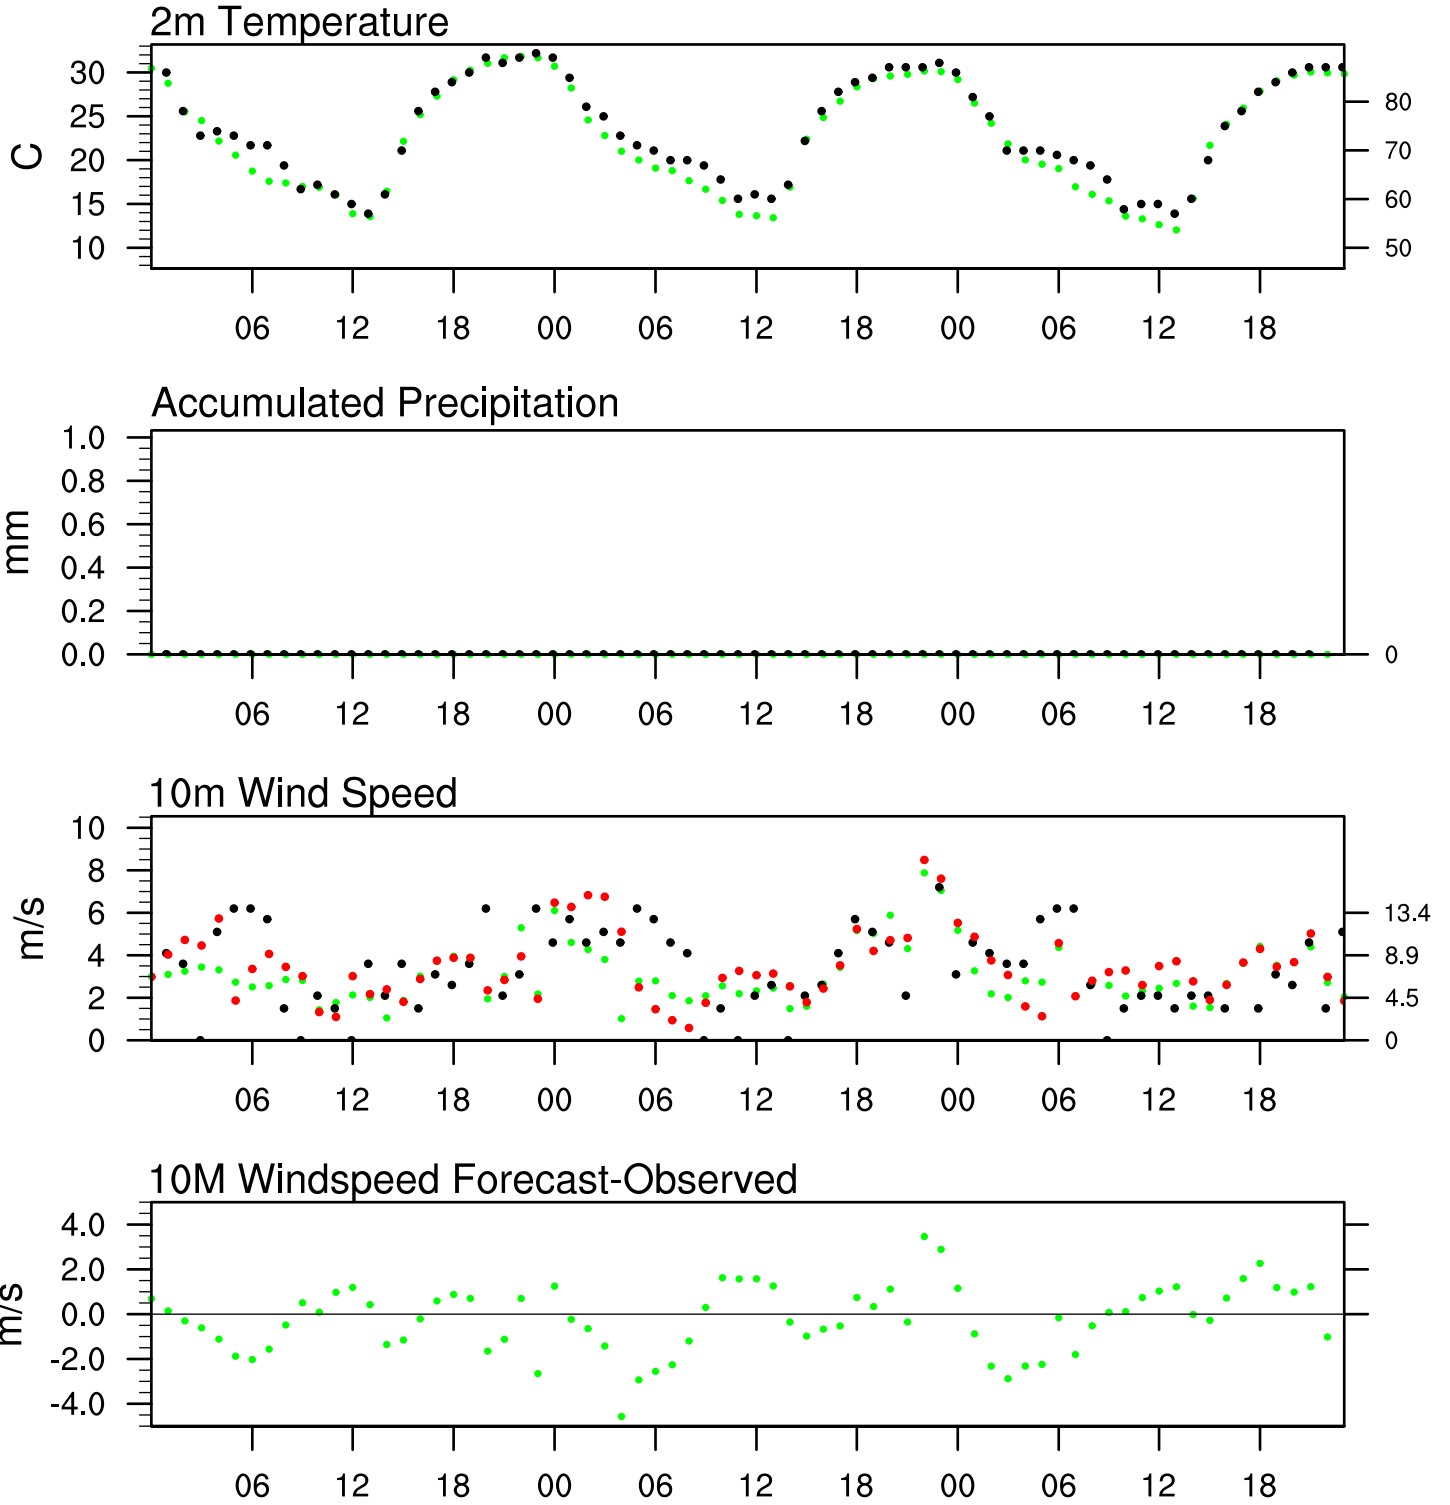 2m Temperature
30
25
20
15
10
C
80
70
60
50
06 12 18 00 06 12 18 00 06 12 18
Accumulated Precipitation
1.0
0.8
0.6
0.4
0.2
0.0
mm
0
06 12 18 00 06 12 18 00 06 12 18
10m Wind Speed
10
8
6
4
2
0
m/s
13.4
8.9
4.5
0
06 12 18 00 06 12 18 00 06 12 18
10M Windspeed Forecast-Observed
4.0
2.0
0.0
-2.0
-4.0
m/s
06 12 18 00 06 12 18 00 06 12 18